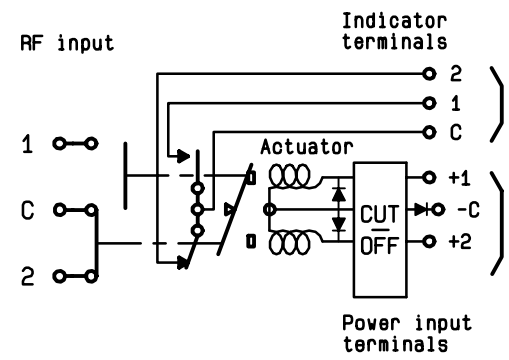 Indicator
terminals
RF input
2
1
C
Actuator
1
+1
C
-C
CUT
OFF
+2
2
Power input
terminals